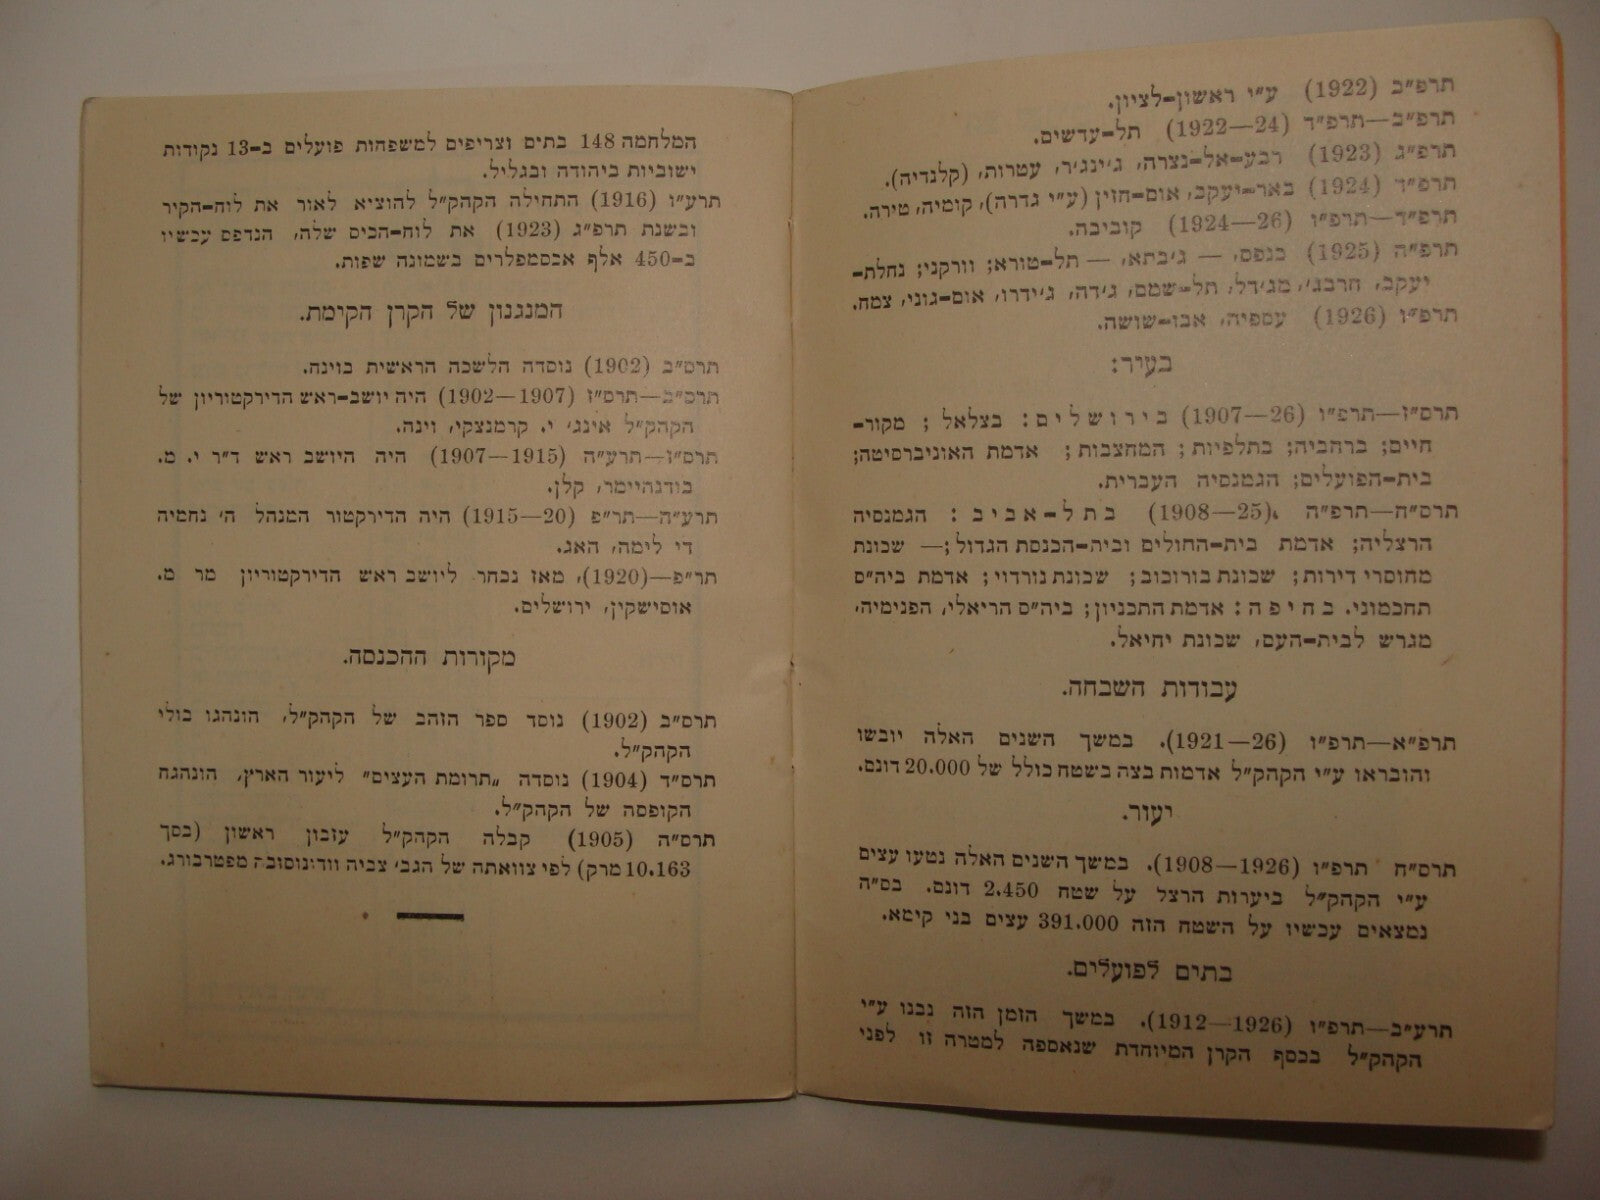 תרפ״ב (1922) ע״י ראשון–לציון.
תרפ״ב—תרפ״ד (1922—24) תל–עדשים.
תרפ״ג (1923) רבע–אל–נצרה, ג׳ינג׳ר, עטרות, (קלנדיה).
תרפ״ד (1924) באר–יעקב, אום–חזין (ע״י גדרה), קומיה, טירה.
תרפ״ד—תרפ״ו (1924—26) קוביבה.
תרפ״ה (1925) כנפס, — ג׳בתא, — תל–טורא; וורקני; נחלת–
יעקב, חרבג׳, מג׳דל, תל–שמם, ג׳דה, ג׳ידרו, אום–גוני, צמח.
תרפ״ו (1926) עספיה, אבו–שושה.
בעיר:
תרס״ז—תרפ״ו (1907—26) בירושלים: בצלאל; מקור–
חיים; ברחביה; בתלפיות; המחצבות; אדמת האוניברסיטה;
בית–הפועלים; הגמנסיה העברית.
תרס״ח—תרפ״ה (1908—25). בתל–אביב: הגמנסיה
הרצליה; אדמת בית–החולים ובית–הכנסת הגדול; — שכונת
מחוסרי דירות; שכונת בורוכוב; שכונת נורדוי; אדמת ביה״ס
תחכמוני. בחיפה: אדמת התכניון; ביה״ס הריאלי, הפנימיה,
מגרש לבית–העם, שכונת יחיאל.
עבודות השבחה.
תרפ״א—תרפ״ו (1921—26). במשך השנים האלה יובשו
והובראו ע״י הקהק״ל אדמות בצה בשטח כולל של 20.000 דונם.
יעור.
תרס״ח תרפ״ו (1908—1926). במשך השנים האלה נטעו עצים
ע״י הקהק״ל ביערות הרצל על שטח 2.450 דונם. בס״ה
נמצאים עכשיו על השטח הזה 391.000 עצים בני קימא.
בתים לפועלים.
תרע״ב—תרפ״ו (1912—1926). במשך הזמן הזה נבנו ע״י
הקהק״ל בכסף הקרן המיוחדת שנאספה למטרה זו לפני
המלחמה 148 בתים וצריפים למשפחות פועלים ב–13 נקודות
ישוביות ביהודה ובגליל.
תרע״ו (1916) התחילה הקהק״ל להוציא לאור את לוח–הקיר
ובשנת תרפ״ג (1923) את לוח–הכיס שלה, הנדפס עכשיו
ב–450 אלף אכסמפלרים בשמונה שפות.
המנגנון של הקרן הקימת.
תרס״ב (1902) נוסדה הלשכה הראשית בוינה.
תרס״ב—תרס״ז (1902—1907) היה יושב–ראש הדירקטוריון של
הקהק״ל אינג׳ י. קרמנצקי, וינה.
תרס״ז—תרע״ה (1907—1915) היה היושב ראש ד״ר י. מ.
בודנהיימר, קלן.
תרע״ה—תר״פ (1915—20) היה הדירקטור המנהל ה׳ נחמיה
די לימה, האג.
תר״פ—(1920), מאז נבחר ליושב ראש הדירקטוריון מר מ.
אוסישקין, ירושלים.
מקורות ההכנסה.
תרס״ב (1902) נוסד ספר הזהב של הקהק״ל, הונהגו בולי
הקהק״ל.
תרס״ד (1904) נוסדה „תרומת העצים״ ליעור הארץ, הונהגה
הקופסה של הקהק״ל.
תרס״ה (1905) קבלה הקהק״ל עזבון ראשון (בסך
10.163 מרק) לפי צוואתה של הגב׳ צביה וודינוסובה מפטרבורג.